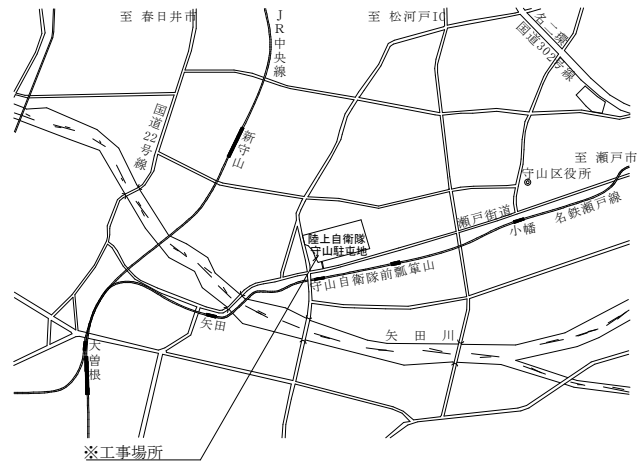 至 春日井市
JR中央線
至 松河戸IC
名二環
国道302号線
国道22号線
新守山
至 瀬戸市
守山区役所
瀬戸街道
小幡
名鉄瀬戸線
陸上自衛隊
守山駐屯地
守山自衛隊前
瓢箪山
矢田
矢田川
大曽根
※工事場所